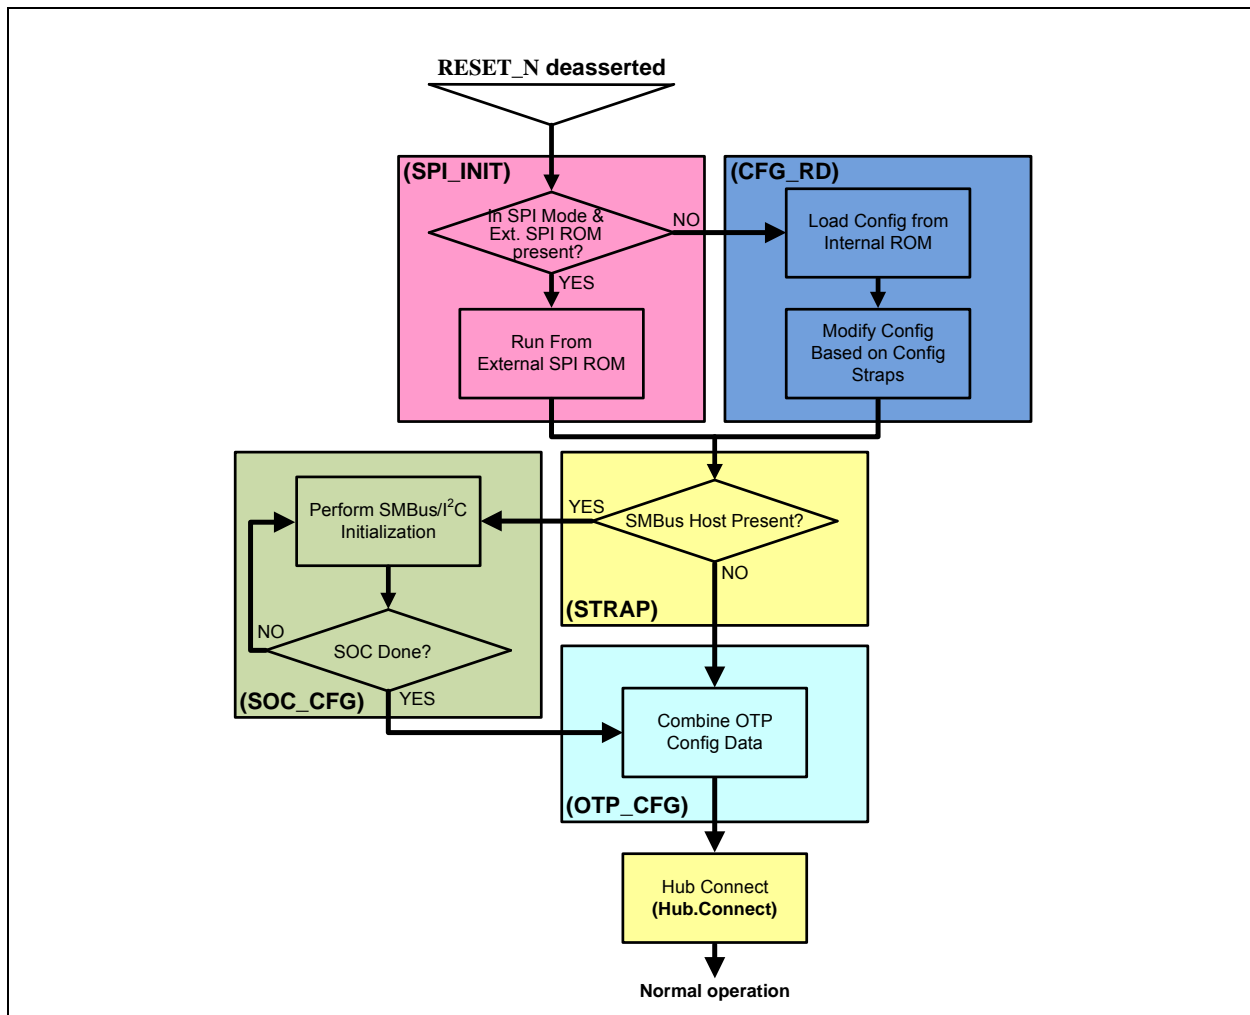 RESET_N deasserted
(SPI_INIT)
In SPI Mode &
Ext. SPI ROM
present?
NO
YES
Run From
External SPI ROM
(CFG_RD)
Load Config from
Internal ROM
Modify Config
Based on Config
Straps
SMBus Host Present?
YES
NO
(STRAP)
Perform SMBus/I²C
Initialization
SOC Done?
NO
YES
(SOC_CFG)
Combine OTP
Config Data
(OTP_CFG)
Hub Connect
(Hub.Connect)
Normal operation